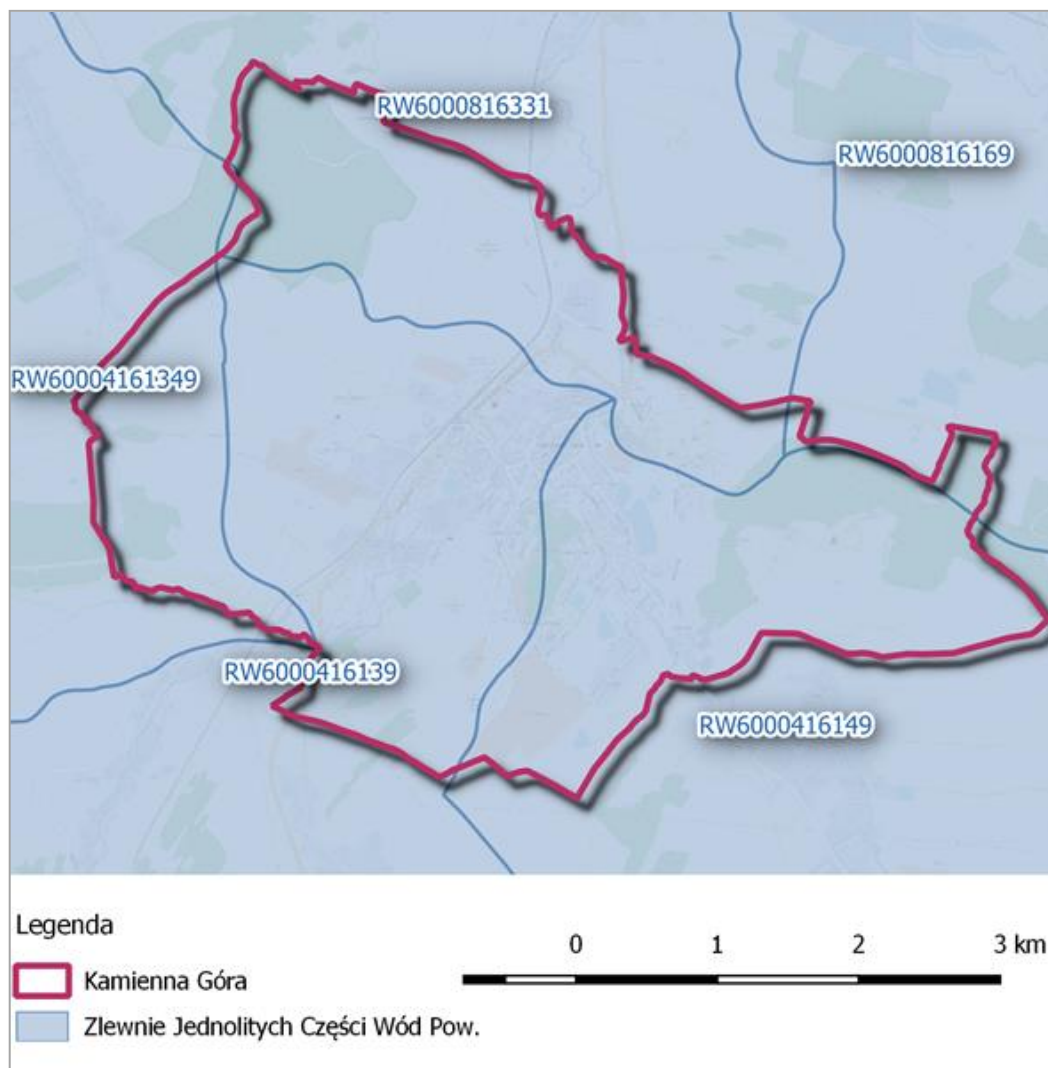 RW6000816331
RW6000816169
RW60004161349
RW6000416139
RW6000416149
Legenda
0 1 2 3 km
Kamienna Góra
Zlewnie Jednolitych Części Wód Pow.